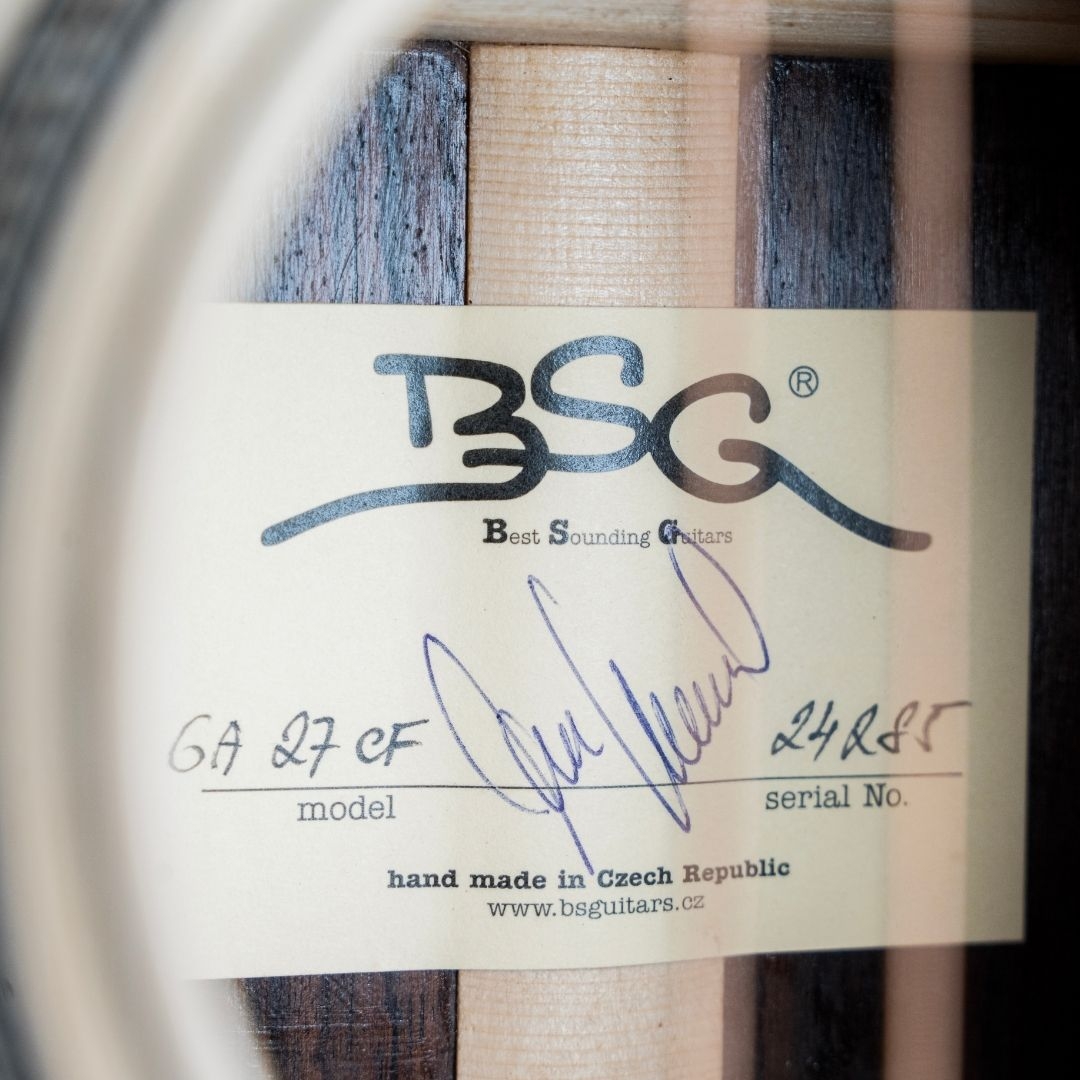 BSG®
Best Sounding Guitars
GA 27 CF 24285
model serial No.
hand made in Czech Republic
www.bsguitars.cz